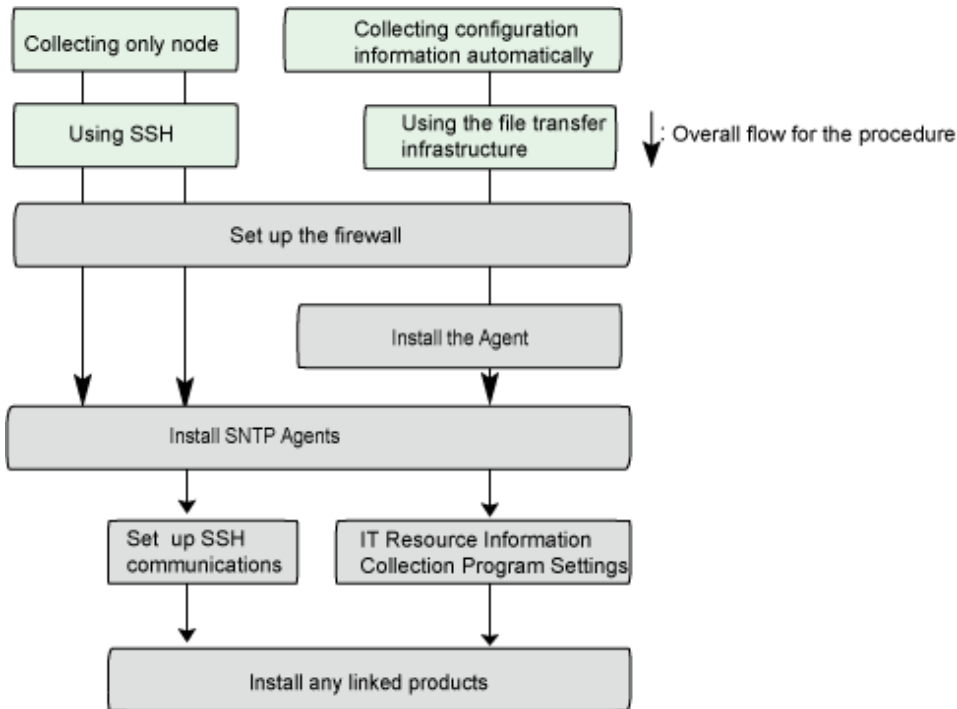 Collecting only node
Collecting configuration
information automatically
Using SSH
Using the file transfer
infrastructure
: Overall flow for the procedure
Set up the firewall
Install the Agent
Install SNTP Agents
Set up SSH
communications
IT Resource Information
Collection Program Settings
Install any linked products